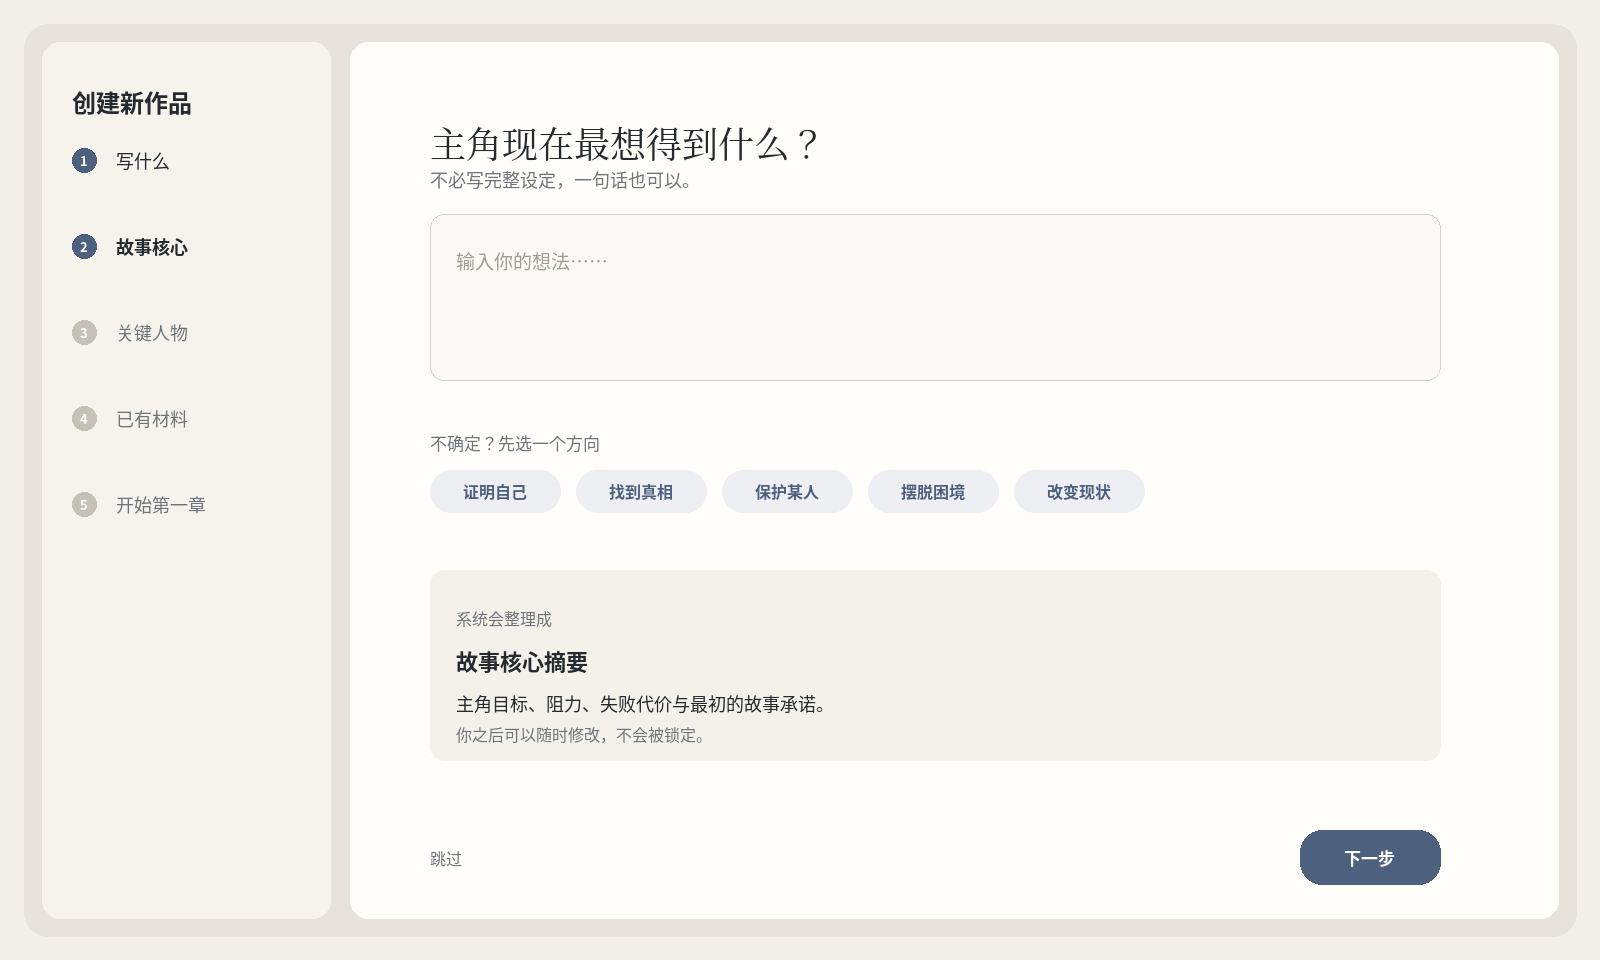 创建新作品
1 写什么
2 故事核心
3 关键人物
4 已有材料
5 开始第一章
主角现在最想得到什么？
不必写完整设定，一句话也可以。
输入你的想法……
不确定？先选一个方向
证明自己 找到真相 保护某人 摆脱困境 改变现状
系统会整理成
故事核心摘要
主角目标、阻力、失败代价与最初的故事承诺。
你之后可以随时修改，不会被锁定。
跳过 下一步